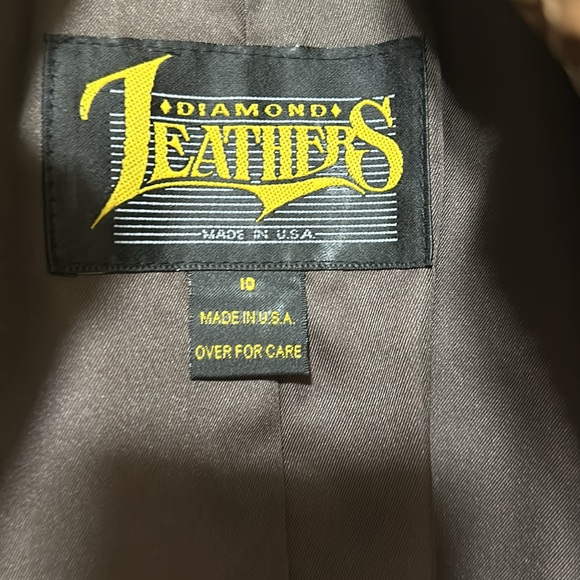 ♦DIAMOND♦
LEATHERS
MADE IN U.S.A.
10
MADE IN U.S.A.
OVER FOR CARE